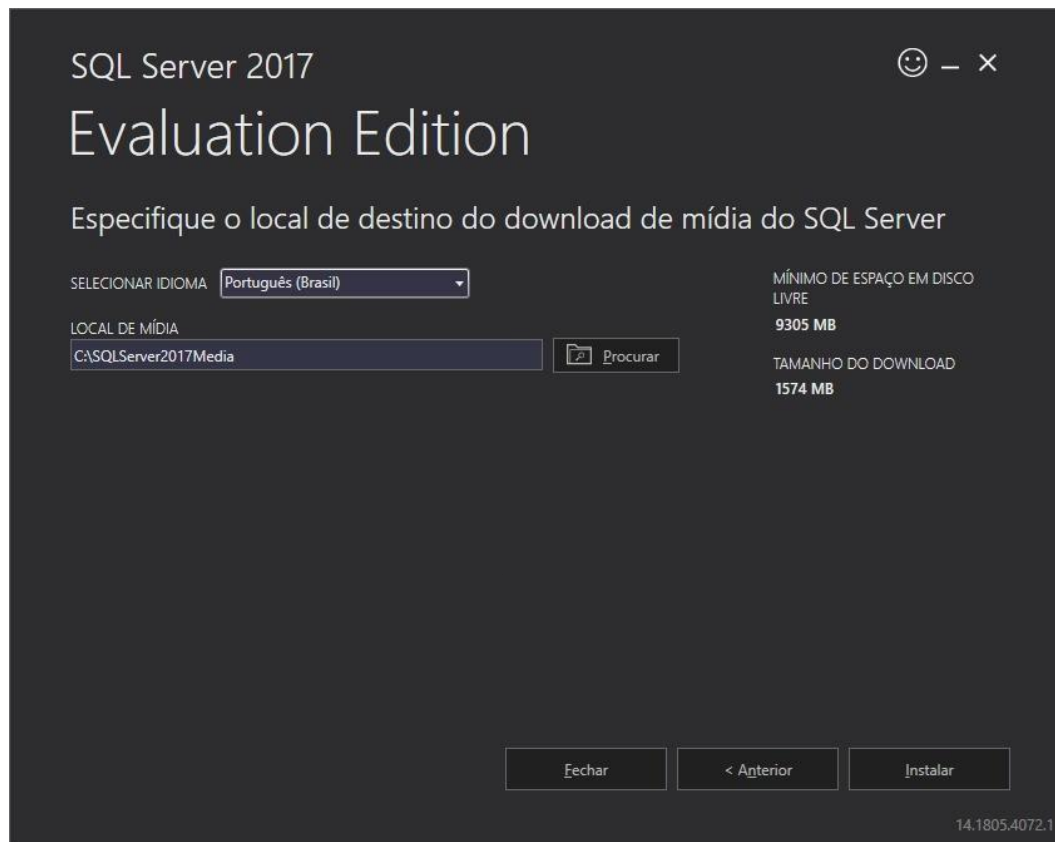 SQL Server 2017
Evaluation Edition
Especifique o local de destino do download de mídia do SQL Server
SELECIONAR IDIOMA Português (Brasil)
LOCAL DE MÍDIA
C:\SQLServer2017Media Procurar
MÍNIMO DE ESPAÇO EM DISCO
LIVRE
9305 MB
TAMANHO DO DOWNLOAD
1574 MB
Fechar < Anterior Instalar
14.1805.4072.1